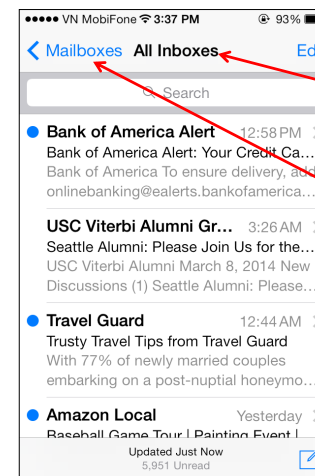 VN MobiFone 3:37 PM 93%
Mailboxes All Inboxes Ed
Search
Bank of America Alert 12:58 PM
Bank of America Alert: Your Credit Ca...
Bank of America To ensure delivery, add
onlinebanking@ealerts.bankofamerica...
USC Viterbi Alumni Gr... 3:26 AM
Seattle Alumni: Please Join Us for the...
USC Viterbi Alumni March 8, 2014 New
Discussions (1) Seattle Alumni: Please...
Travel Guard 12:44 AM
Trusty Travel Tips from Travel Guard
With 77% of newly married couples
embarking on a post-nuptial honeymo...
Amazon Local Yesterday
Baseball Game Tour | Painting Event |
Updated Just Now
5,951 Unread